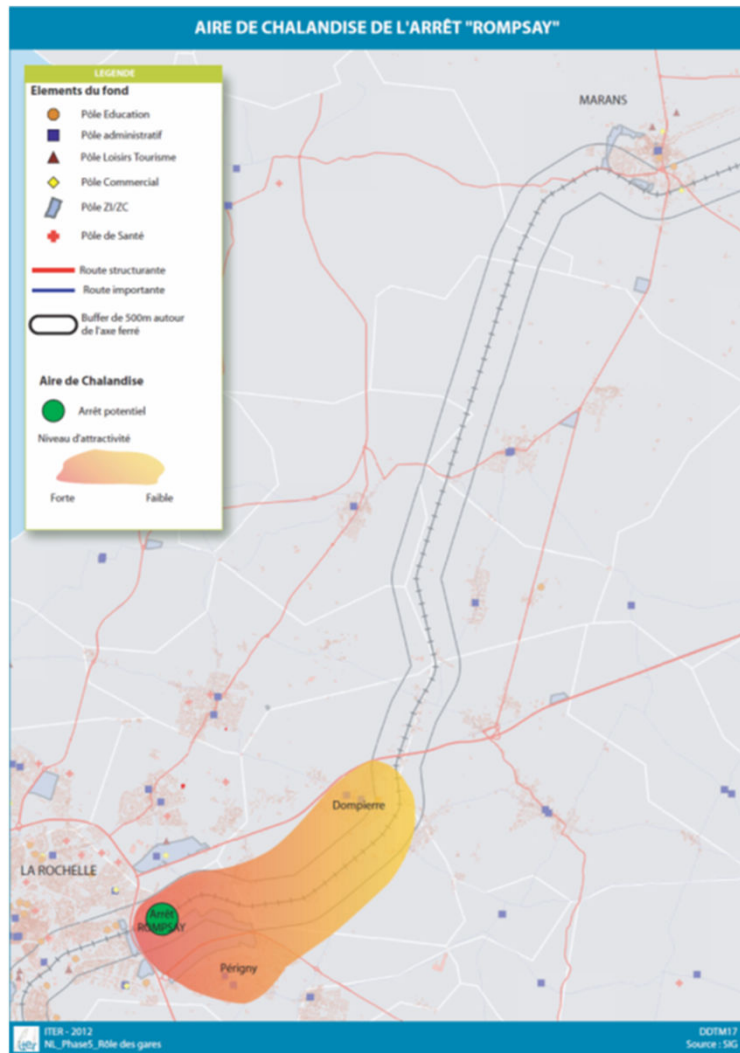 AIRE DE CHALANDISE DE L'ARRÊT "ROMPSAY"
LEGENDE
Elements du fond
Pôle Education
Pôle administratif
Pôle Loisirs Tourisme
Pôle Commercial
Pôle ZI/ZC
Pôle de Santé
Route structurante
Route importante
Buffer de 500m autour
de l'axe ferré
Aire de Chalandise
Arrêt potentiel
Niveau d'attractivité
Forte Faible
MARANS
Dompierre
LA ROCHELLE
Arrêt
ROMPSAY
Périgny
ITER - 2012
NL_Phase5_Rôle des gares
DDTM17
Source : SIG